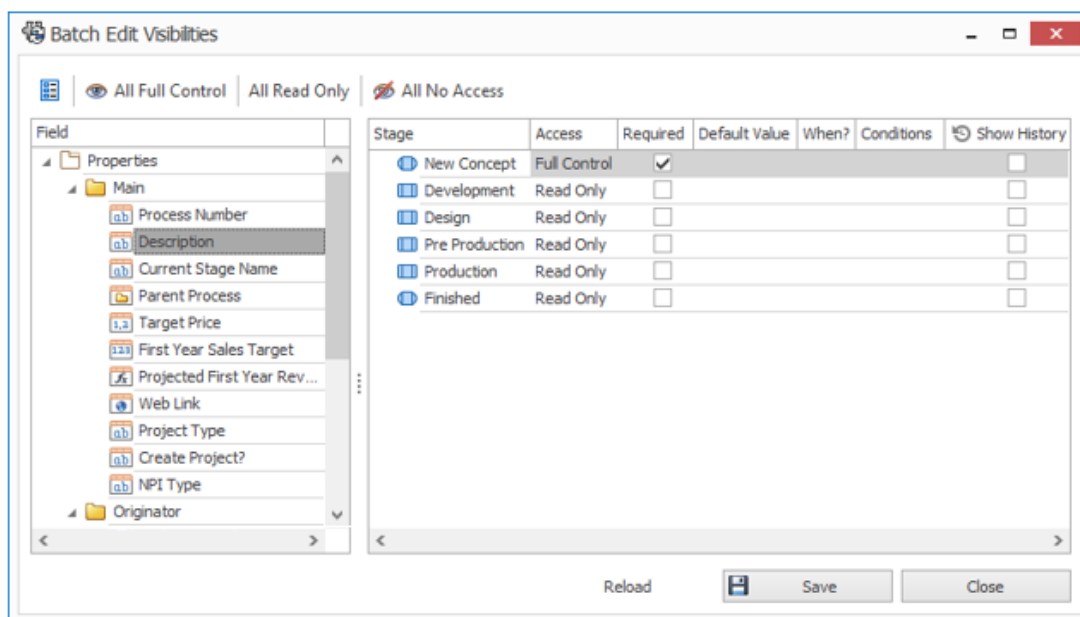 Batch Edit Visibilities
All Full Control All Read Only All No Access
Field
Properties
Main
Process Number
Description
Current Stage Name
Parent Process
Target Price
First Year Sales Target
Projected First Year Rev...
Web Link
Project Type
Create Project?
NPI Type
Originator
Stage Access Required Default Value When? Conditions Show History
New Concept Full Control
Development Read Only
Design Read Only
Pre Production Read Only
Production Read Only
Finished Read Only
Reload Save Close